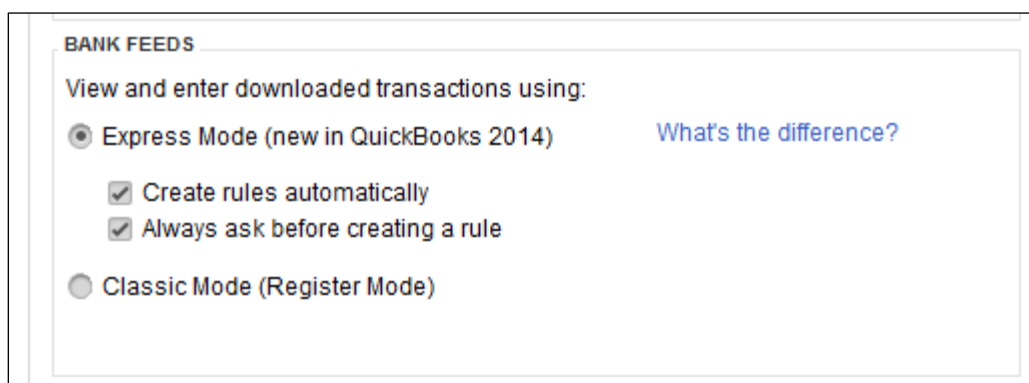 BANK FEEDS
View and enter downloaded transactions using:
Express Mode (new in QuickBooks 2014) What's the difference?
Create rules automatically
Always ask before creating a rule
Classic Mode (Register Mode)